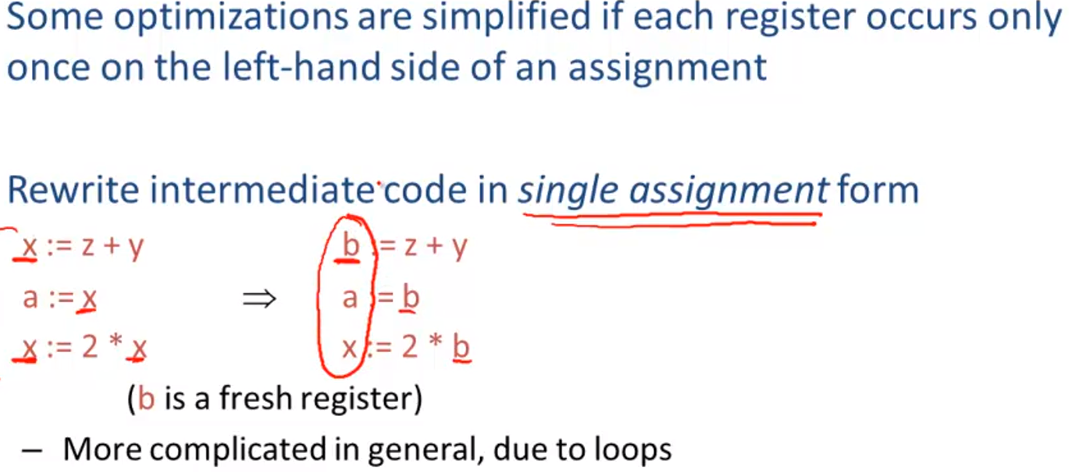 Some optimizations are simplified if each register occurs only
once on the left-hand side of an assignment
Rewrite intermediate code in single assignment form
x := z + y b := z + y
a := x ⇒ a := b
x := 2 * x x := 2 * b
(b is a fresh register)
– More complicated in general, due to loops